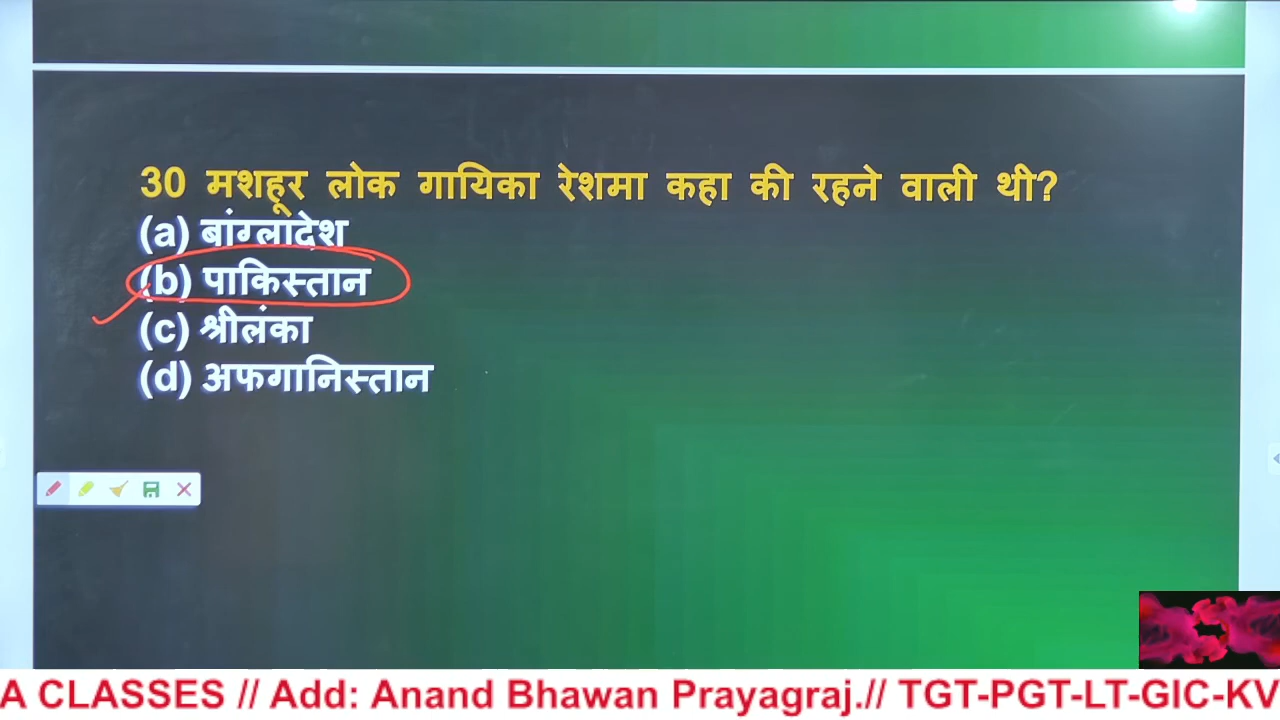 30 मशहूर लोक गायिका रेशमा कहा की रहने वाली थी?
(a) बांग्लादेश
(b) पाकिस्तान
(c) श्रीलंका
(d) अफगानिस्तान
A CLASSES // Add: Anand Bhawan Prayagraj.// TGT-PGT-LT-GIC-KV